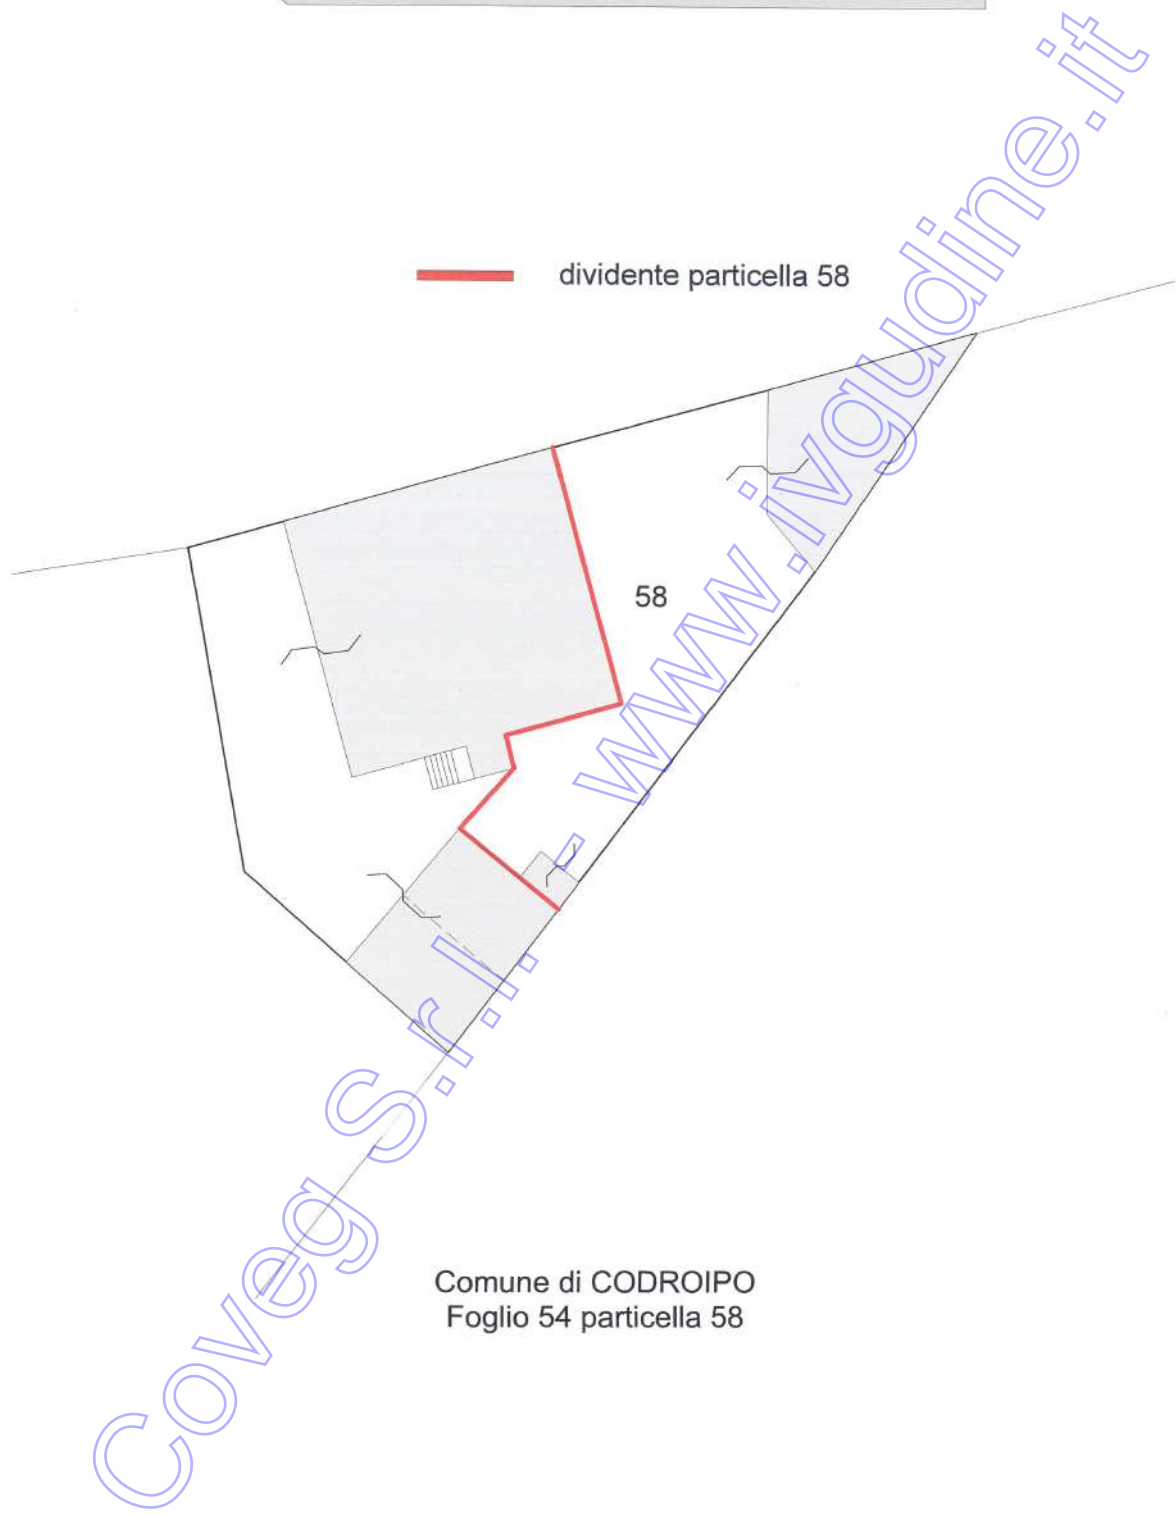 dividente particella 58
58
Comune di CODROIPO
Foglio 54 particella 58
Coveg S.r.l. - www.ivgudine.it